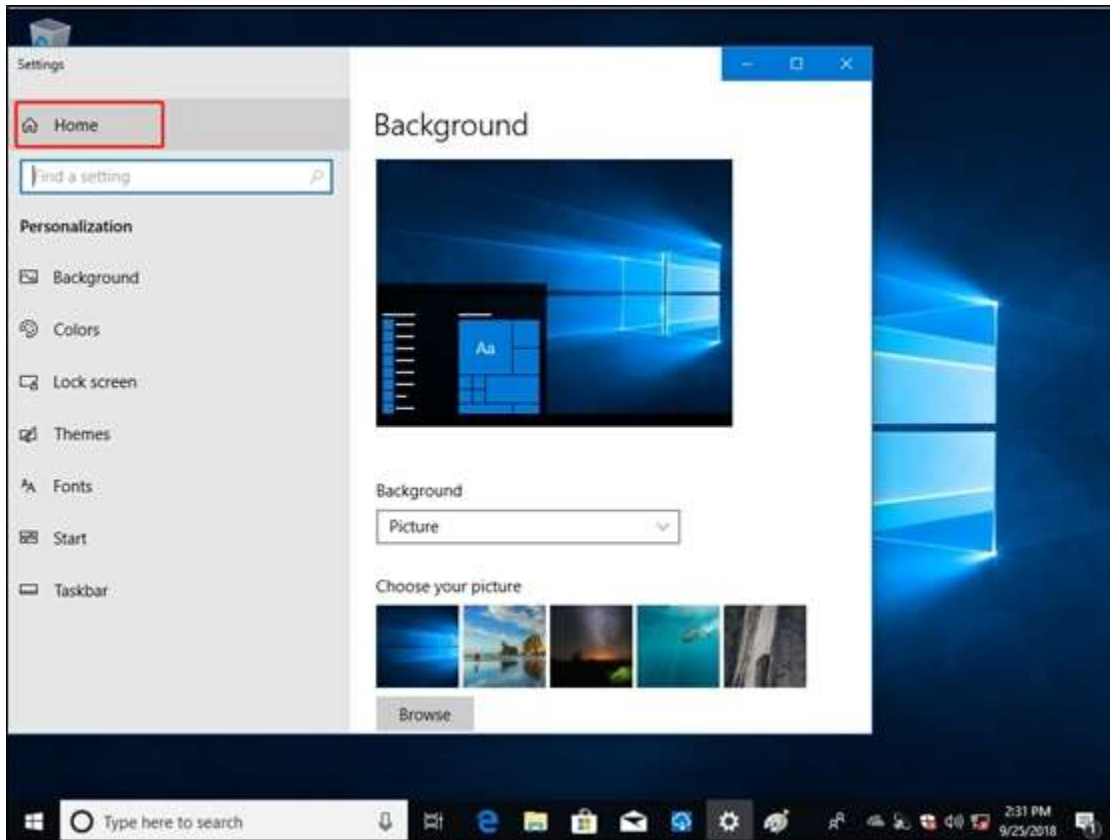 Settings
Home
Find a setting
Personalization
Background
Colors
Lock screen
Themes
Fonts
Start
Taskbar
Background
Aa
Background
Picture
Choose your picture
Browse
Type here to search
2:31 PM
9/25/2018